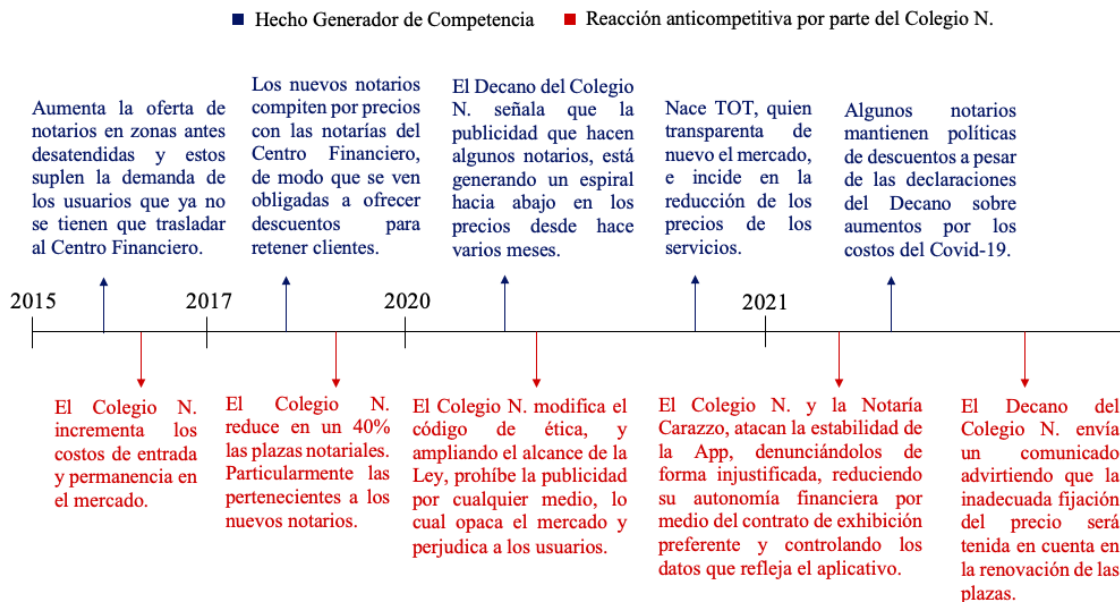 Hecho Generador de Competencia
Reacción anticompetitiva por parte del Colegio N.
Aumenta la oferta de
notarios en zonas antes
desatendidas y estos
suplen la demanda de
los usuarios que ya no
se tienen que trasladar
al Centro Financiero.
Los nuevos notarios
compiten por precios
con las notarías del
Centro Financiero,
de modo que se ven
obligadas a ofrecer
descuentos para
retener clientes.
El Decano del Colegio
N. señala que la
publicidad que hacen
algunos notarios, está
generando un espiral
hacia abajo en los
precios desde hace
varios meses.
Nace TOT, quien
transparenta de
nuevo el mercado,
e incide en la
reducción de los
precios de los
servicios.
Algunos notarios
mantienen políticas
de descuentos a pesar
de las declaraciones
del Decano sobre
aumentos por los
costos del Covid-19.
2015
2017
2020
2021
El Colegio N.
incrementa los
costos de entrada
y permanencia en
el mercado.
El Colegio N.
reduce en un 40%
las plazas notariales.
Particularmente las
pertenecientes a los
nuevos notarios.
El Colegio N. modifica el
código de ética, y
ampliando el alcance de la
Ley, prohíbe la publicidad
por cualquier medio, lo
cual opaca el mercado y
perjudica a los usuarios.
El Colegio N. y la Notaría
Carazzo, atacan la estabilidad de
la App, denunciándolos de
forma injustificada, reduciendo
su autonomía financiera por
medio del contrato de exhibición
preferente y controlando los
datos que refleja el aplicativo.
El Decano del
Colegio N. envía
un comunicado
advirtiendo que la
inadecuada fijación
del precio será
tenida en cuenta en
la renovación de las
plazas.